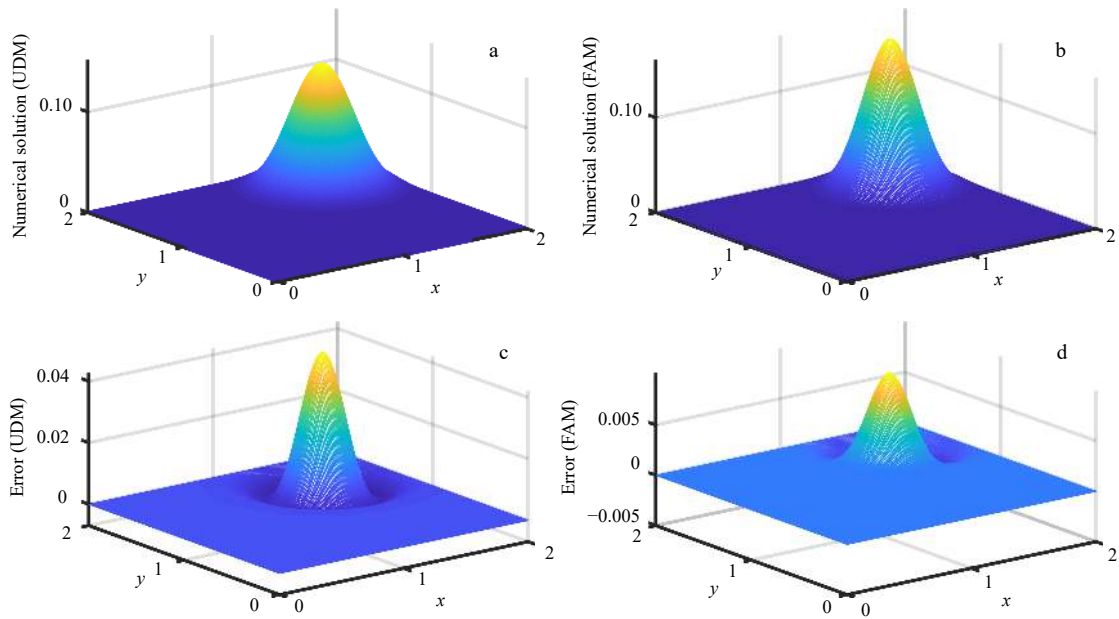 a
Numerical solution (UDM)
0.10
0
2
1
0
y
0
1
2
x
b
Numerical solution (FAM)
0.10
0
2
1
0
y
0
1
2
x
c
Error (UDM)
0.04
0.02
0
2
1
0
y
0
1
2
x
d
Error (FAM)
0.005
0
−0.005
2
1
0
y
0
1
2
x